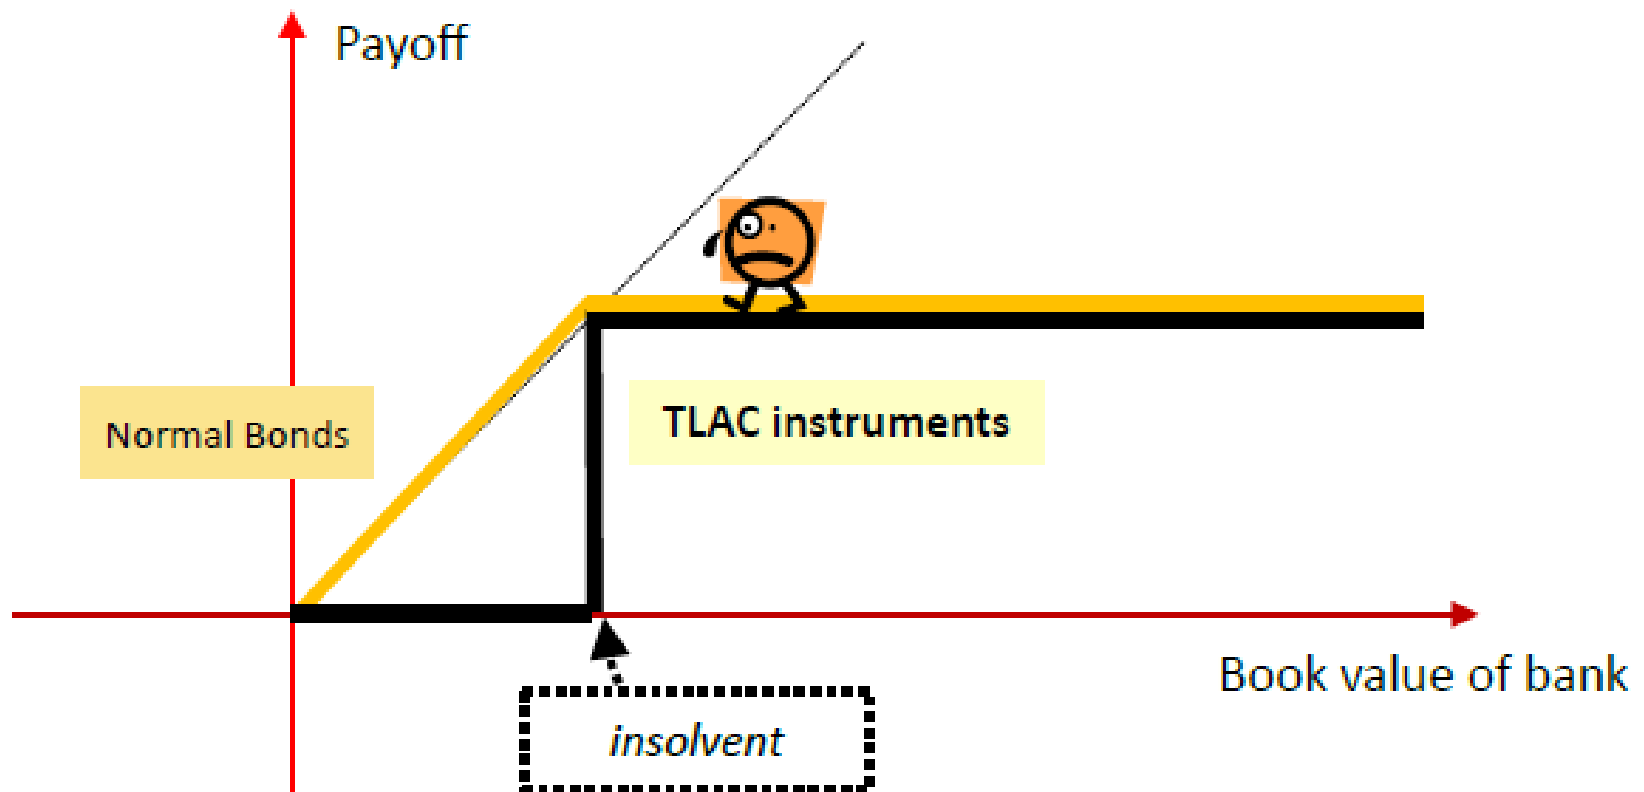 Payoff
Normal Bonds
TLAC instruments
Book value of bank
insolvent